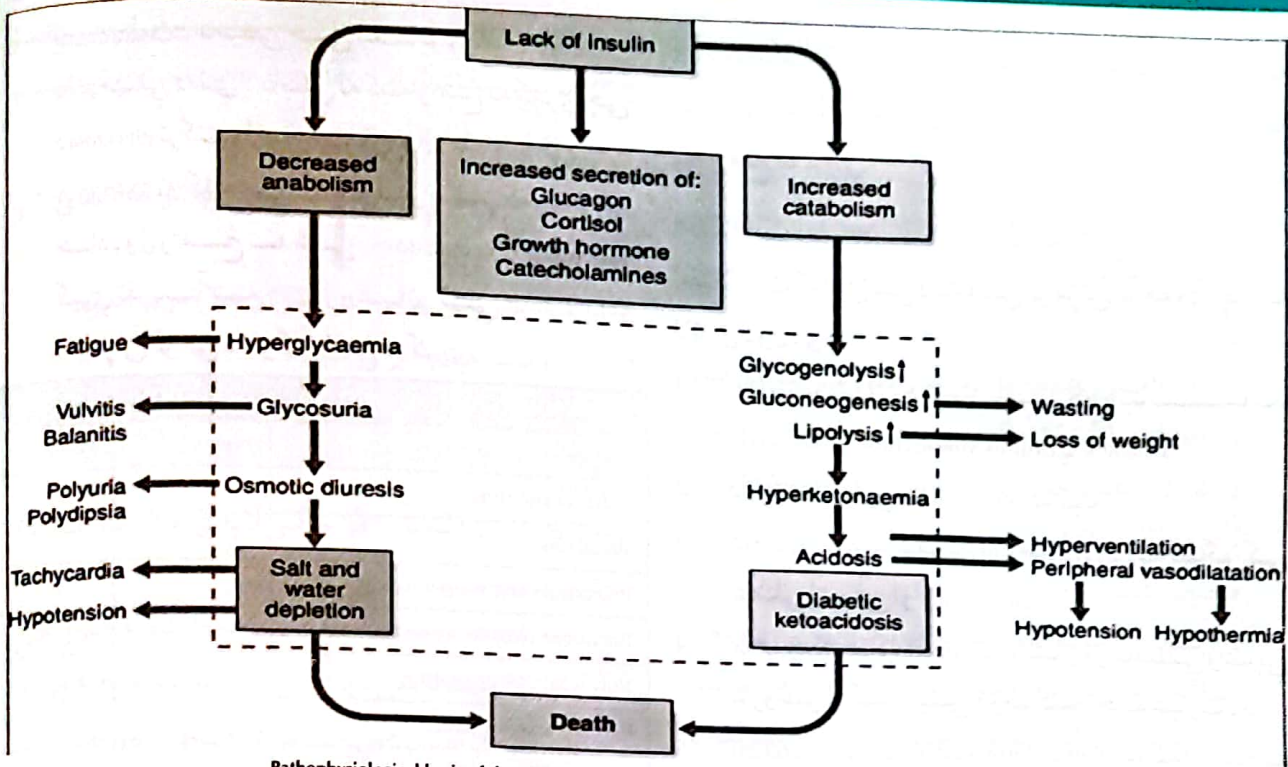 Lack of Insulin
Decreased
anabolism
Increased secretion of:
Glucagon
Cortisol
Growth hormone
Catecholamines
Increased
catabolism
Fatigue
Hyperglycaemia
Vulvitis
Balanitis
Glycosuria
Polyuria
Polydipsia
Osmotic diuresis
Tachycardia
Hypotension
Salt and
water
depletion
Glycogenolysis↑
Gluconeogenesis↑
Wasting
Lipolysis↑
Loss of weight
Hyperketonaemia
Acidosis
Hyperventilation
Peripheral vasodilatation
Hypotension Hypothermia
Diabetic
ketoacidosis
Death